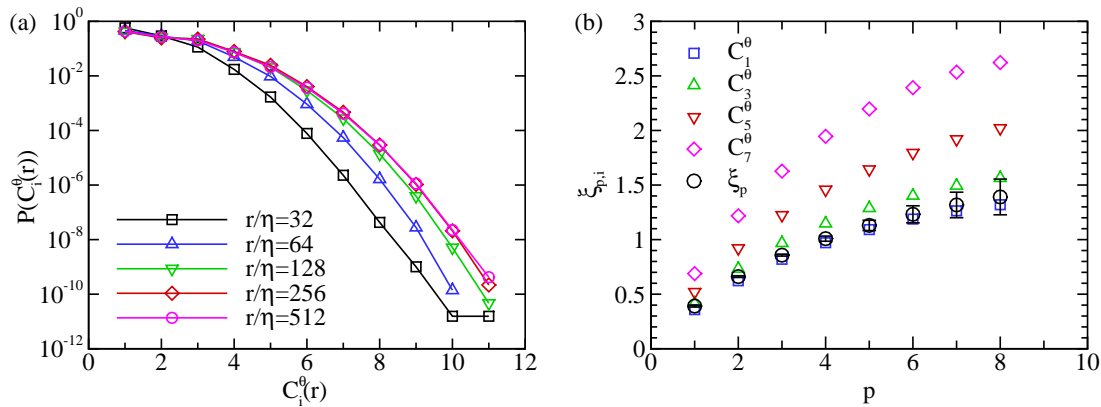 (a)
10^0
10^-2
10^-4
10^-6
10^-8
10^-10
10^-12
P(C_i^θ(r))
r/η=32
r/η=64
r/η=128
r/η=256
r/η=512
0 2 4 6 8 10 12
C_i^θ(r)
(b)
3
2.5
2
1.5
1
0.5
0
ξ_p,i
C_1^θ
C_3^θ
C_5^θ
C_7^θ
ξ_p
0 2 4 6 8 10
p